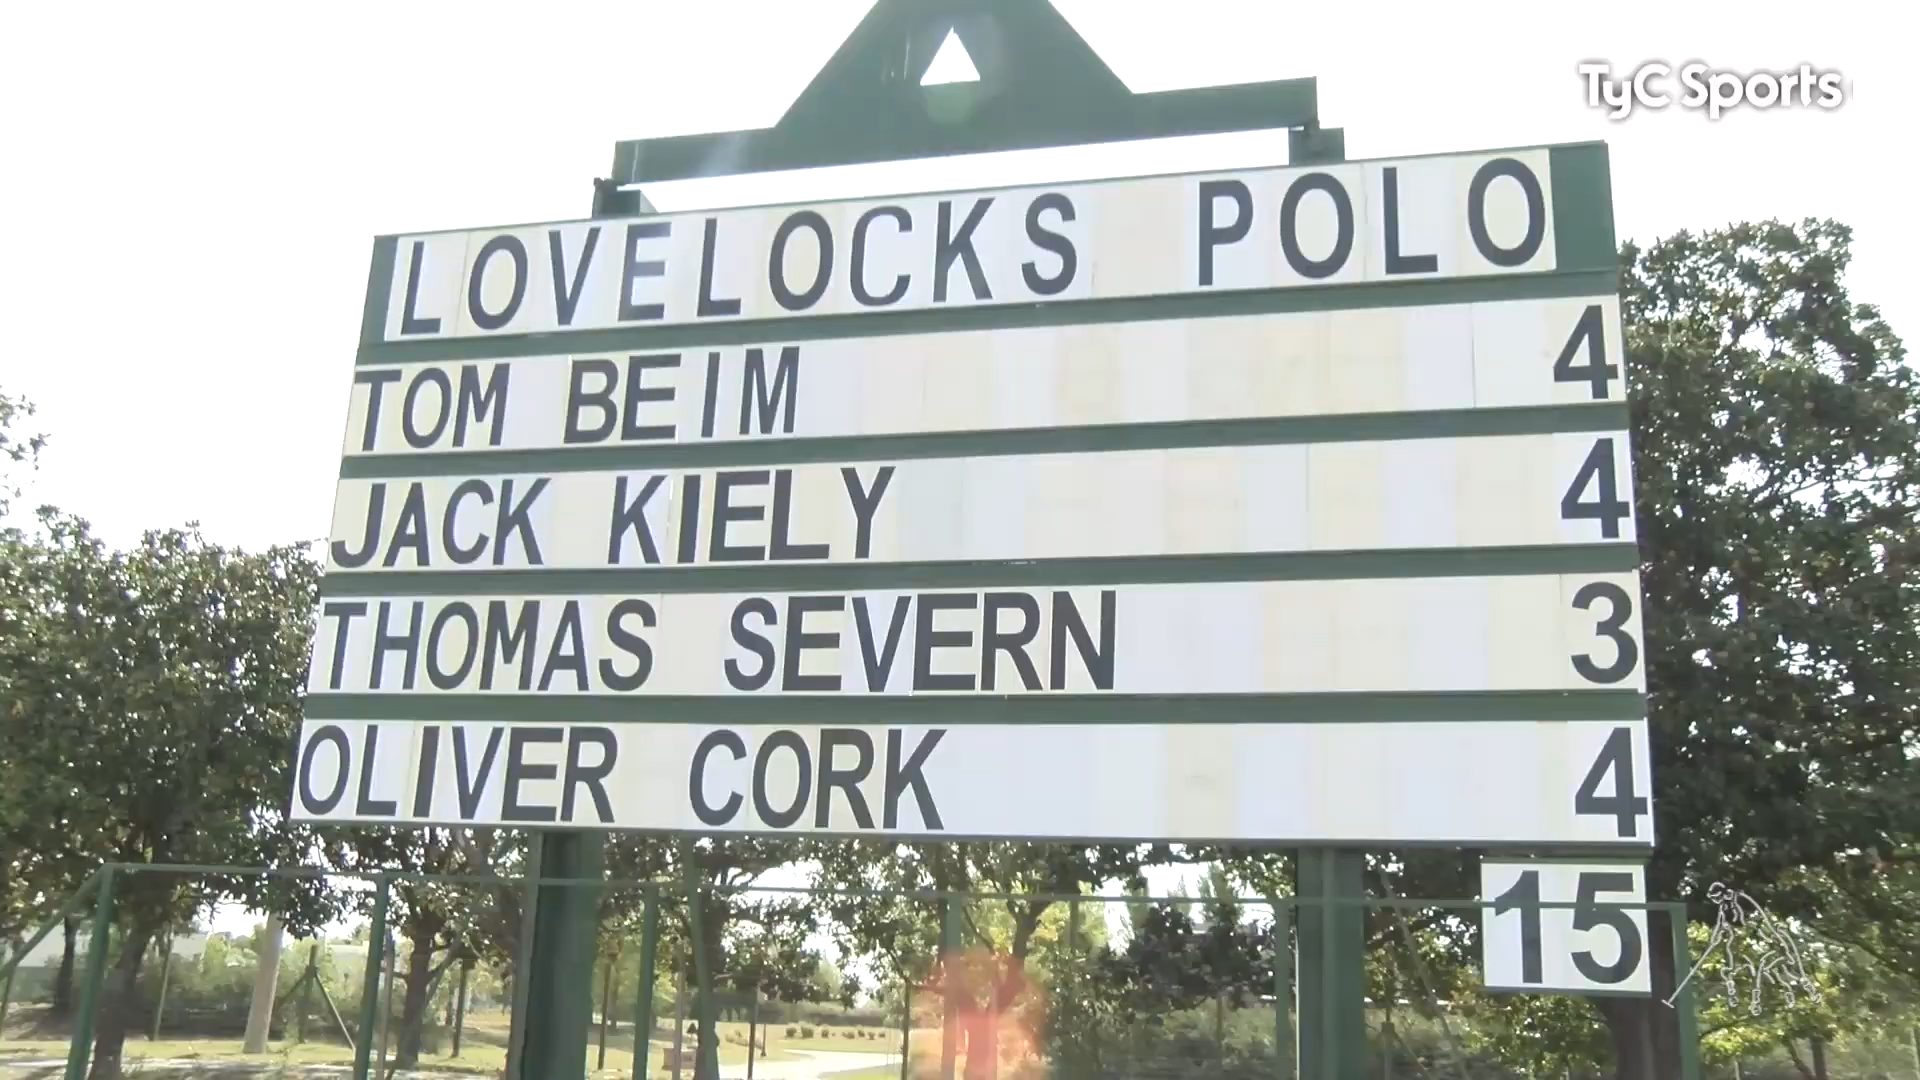 TyC Sports
LOVELOCKS POLO
TOM BEIM 4
JACK KIELY 4
THOMAS SEVERN 3
OLIVER CORK 4
15